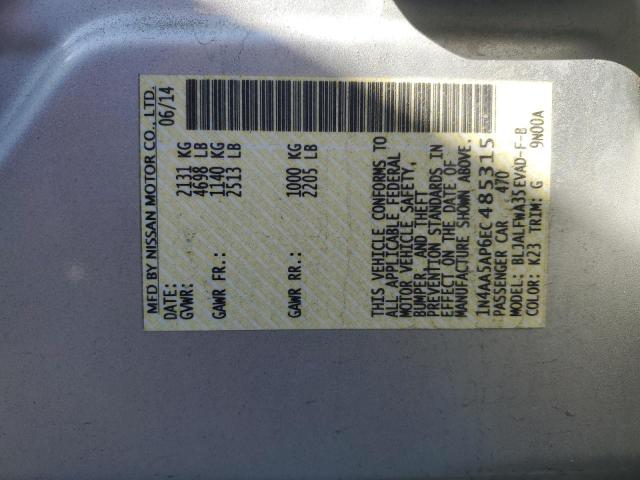 MFD BY NISSAN MOTOR CO., LTD.
DATE: 06/14
GVWR: 2131 KG
4698 LB
GAWR FR.: 1140 KG
2513 LB
GAWR RR.: 1000 KG
2205 LB
THIS VEHICLE CONFORMS TO
ALL APPLICABLE FEDERAL
MOTOR VEHICLE SAFETY,
BUMPER, AND THEFT
PREVENTION STANDARDS IN
EFFECT ON THE DATE OF
MANUFACTURE SHOWN ABOVE.
1N4AA5AP6EC485315
PASSENGER CAR 470
MODEL: BLJALFWA35EVAD-F-B
COLOR: K23 TRIM: G 9N00A